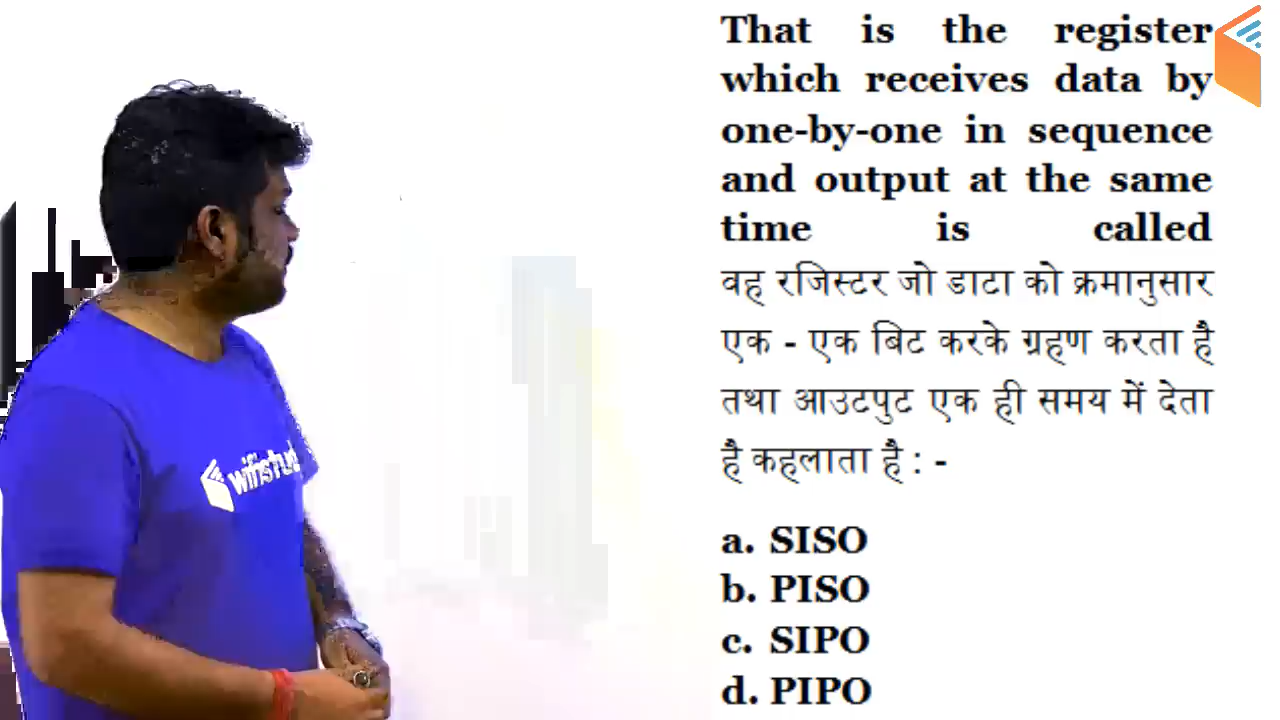 That is the register
which receives data by
one-by-one in sequence
and output at the same
time is called
वह रजिस्टर जो डाटा को क्रमानुसार
एक - एक बिट करके ग्रहण करता है
तथा आउटपुट एक ही समय में देता
है कहलाता है : -
a. SISO
b. PISO
c. SIPO
d. PIPO
wifistudy